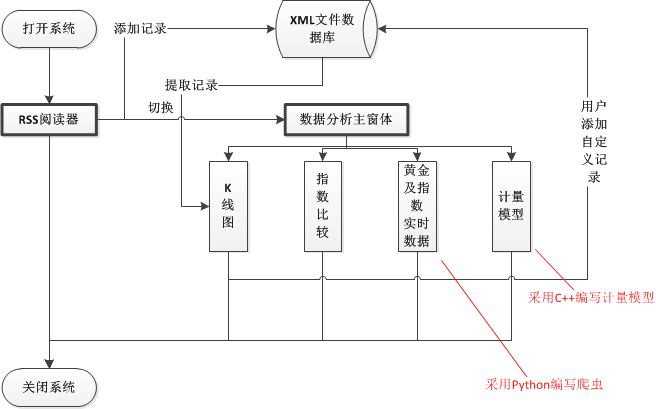 打开系统
添加记录
XML文件数
据库
提取记录
RSS阅读器
切换
数据分析主窗体
用户
添加
自定
义记
录
K
线
图
指
数
比
较
黄金
及指
数
实时
数据
计量
模型
采用C++编写计量模型
关闭系统
采用Python编写爬虫